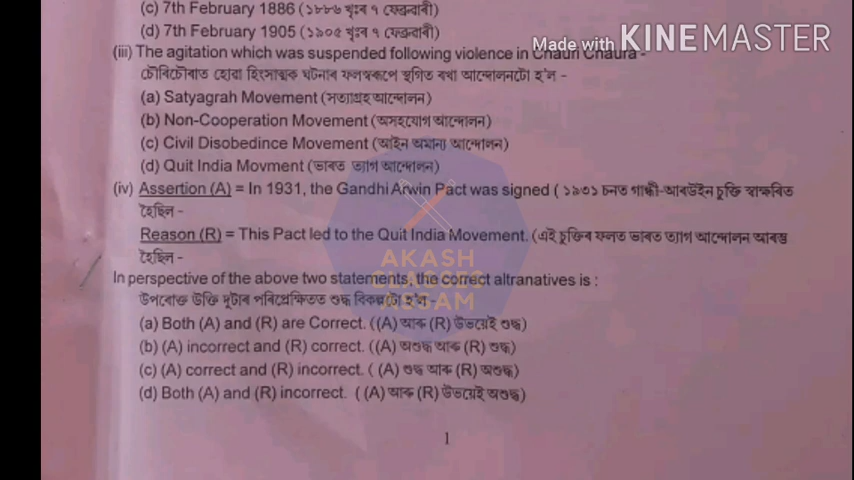 (c) 7th February 1886 (১৮৮৬ খৃঃৰ ৭ ফেব্ৰুৱাৰী)
(d) 7th February 1905 (১৯০৫ খৃঃৰ ৭ ফেব্ৰুৱাৰী)
Made with KINEMASTER
(iii) The agitation which was suspended following violence in Chauri Chaura -
চৌৰিচৌৰাত হোৱা হিংসাত্মক ঘটনাৰ ফলস্বৰূপে স্থগিত ৰখা আন্দোলনটো হ'ল –
(a) Satyagrah Movement (সত্যাগ্ৰহ আন্দোলন)
(b) Non-Cooperation Movement (অসহযোগ আন্দোলন)
(c) Civil Disobedince Movement (আইন অমান্য আন্দোলন)
(d) Quit India Movment (ভাৰত ত্যাগ আন্দোলন)
(iv) Assertion (A) = In 1931, the Gandhi Arwin Pact was signed ( ১৯৩১ চনত গান্ধী-আৰউইন চুক্তি স্বাক্ষৰিত
হৈছিল –
Reason (R) = This Pact led to the Quit India Movement. (এই চুক্তিৰ ফলত ভাৰত ত্যাগ আন্দোলন আৰম্ভ
হৈছিল –
AKASH
CLASSES
ASSAM
In perspective of the above two statements, the correct altranatives is :
উপৰোক্ত উক্তি দুটাৰ পৰিপ্ৰেক্ষিতত শুদ্ধ বিকল্পটো হ'ল –
(a) Both (A) and (R) are Correct. ((A) আৰু (R) উভয়েই শুদ্ধ)
(b) (A) incorrect and (R) correct. ((A) অশুদ্ধ আৰু (R) শুদ্ধ)
(c) (A) correct and (R) incorrect. ( (A) শুদ্ধ আৰু (R) অশুদ্ধ)
(d) Both (A) and (R) incorrect. ( (A) আৰু (R) উভয়েই অশুদ্ধ)
1